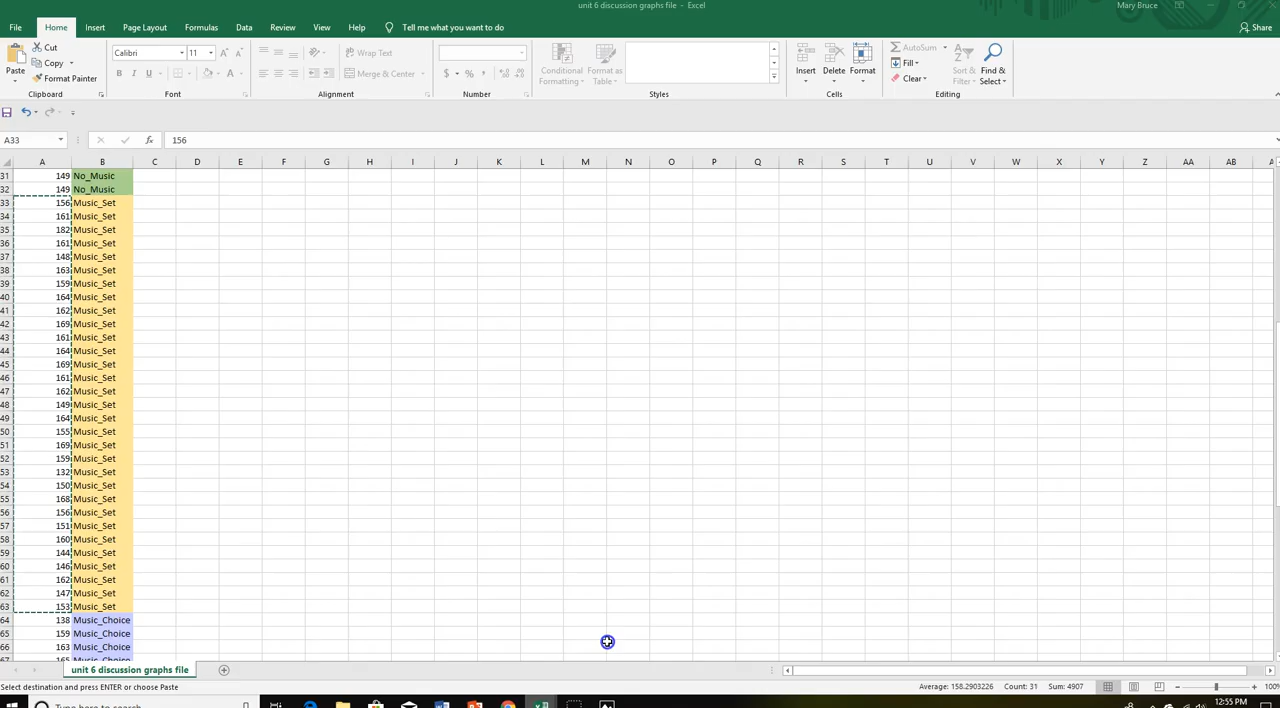 unit 6 discussion graphs file - Excel
Mary Bruce
File Home Insert Page Layout Formulas Data Review View Help Tell me what you want to do Share
Paste
Cut
Copy
Format Painter
Clipboard
Calibri 11
B I U A
Font
Wrap Text
Merge & Center
Alignment
$ % ,
Number
Conditional Formatting
Format as Table
Styles
Insert Delete Format
Cells
AutoSum
Fill
Clear
Sort & Filter
Find & Select
Editing
A33 fx 156
A B C D E F G H I J K L M N O P Q R S T U V W X Y Z AA AB
31 149 No_Music
32 149 No_Music
33 156 Music_Set
34 161 Music_Set
35 182 Music_Set
36 161 Music_Set
37 148 Music_Set
38 163 Music_Set
39 159 Music_Set
40 164 Music_Set
41 162 Music_Set
42 169 Music_Set
43 161 Music_Set
44 164 Music_Set
45 169 Music_Set
46 161 Music_Set
47 162 Music_Set
48 149 Music_Set
49 164 Music_Set
50 155 Music_Set
51 169 Music_Set
52 159 Music_Set
53 132 Music_Set
54 150 Music_Set
55 168 Music_Set
56 156 Music_Set
57 151 Music_Set
58 160 Music_Set
59 144 Music_Set
60 146 Music_Set
61 162 Music_Set
62 147 Music_Set
63 153 Music_Set
64 138 Music_Choice
65 159 Music_Choice
66 163 Music_Choice
67 165 Music_Choice
unit 6 discussion graphs file
Select destination and press ENTER or choose Paste Average: 158.2903226 Count: 31 Sum: 4907 100%
Type here to search 12:55 PM